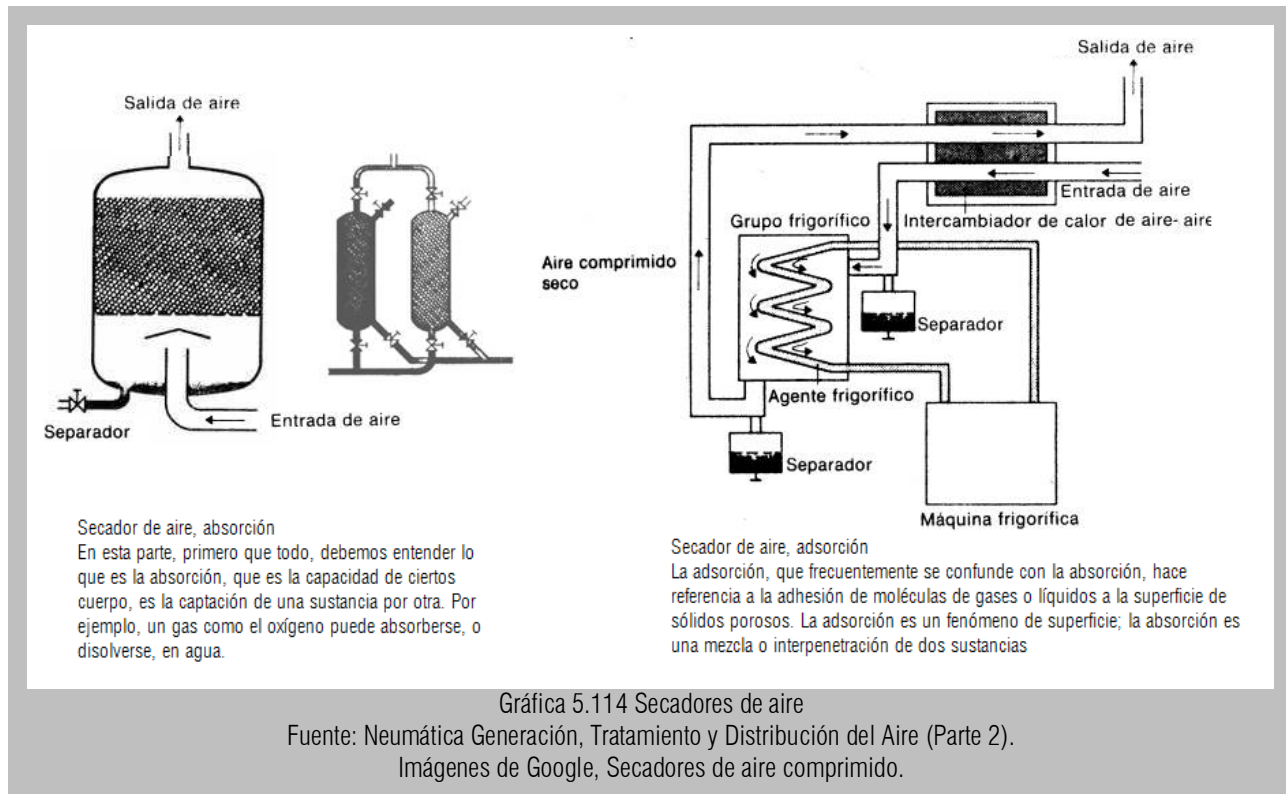 Salida de aire
Separador
Entrada de aire
Salida de aire
Entrada de aire
Intercambiador de calor de aire- aire
Grupo frigorífico
Aire comprimido
seco
Separador
Agente frigorífico
Separador
Máquina frigorífica
Secador de aire, absorción
En esta parte, primero que todo, debemos entender lo
que es la absorción, que es la capacidad de ciertos
cuerpo, es la captación de una sustancia por otra. Por
ejemplo, un gas como el oxígeno puede absorberse, o
disolverse, en agua.
Secador de aire, adsorción
La adsorción, que frecuentemente se confunde con la absorción, hace
referencia a la adhesión de moléculas de gases o líquidos a la superficie de
sólidos porosos. La adsorción es un fenómeno de superficie; la absorción es
una mezcla o interpenetración de dos sustancias
Gráfica 5.114 Secadores de aire
Fuente: Neumática Generación, Tratamiento y Distribución del Aire (Parte 2).
Imágenes de Google, Secadores de aire comprimido.